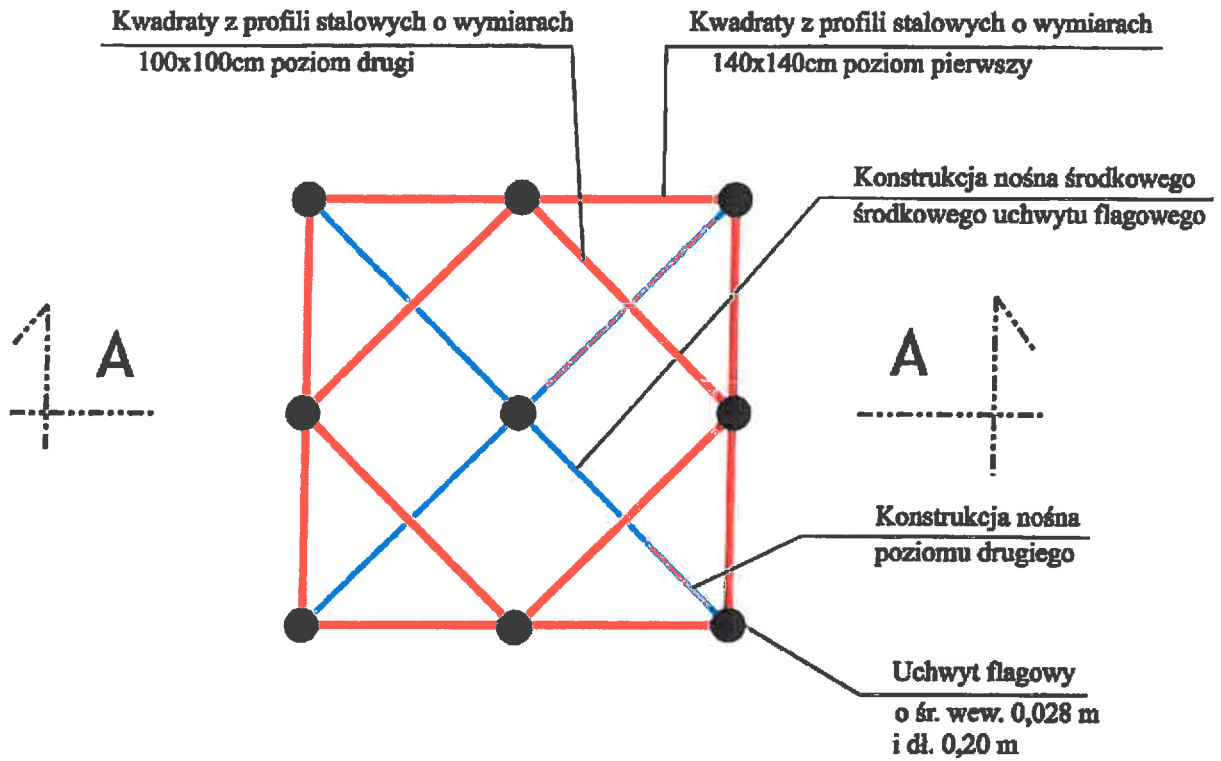 Kwadraty z profili stalowych o wymiarach
100x100cm poziom drugi
Kwadraty z profili stalowych o wymiarach
140x140cm poziom pierwszy
Konstrukcja nośna środkowego
środkowego uchwytu flagowego
A
A
Konstrukcja nośna
poziomu drugiego
Uchwyt flagowy
o śr. wew. 0,028 m
i dł. 0,20 m